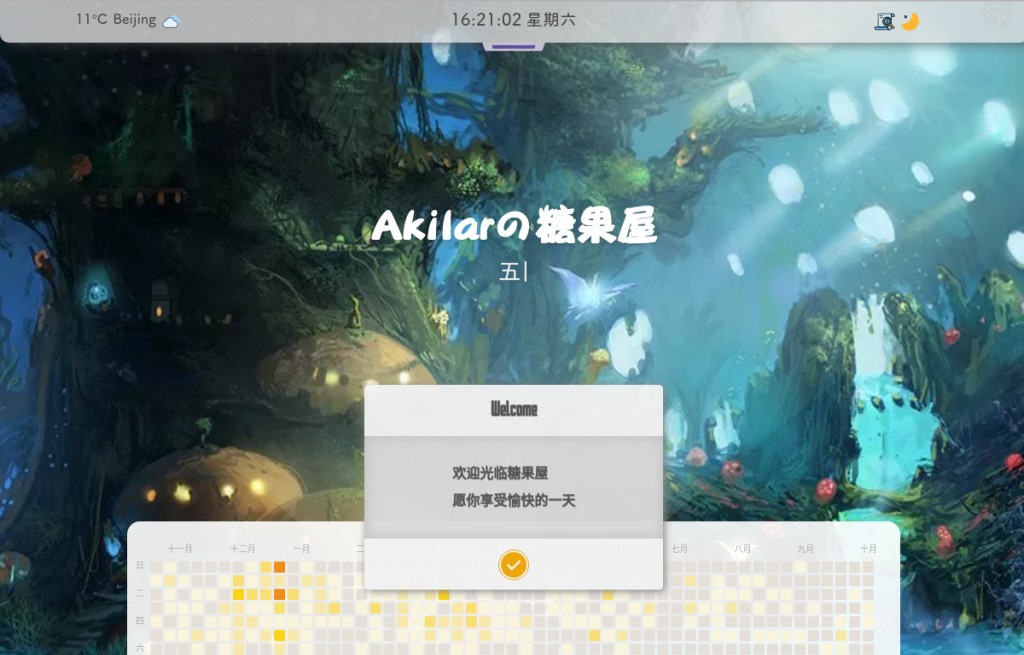 11°C Beijing
16:21:02 星期六
Akilarの糖果屋
五|
Welcome
欢迎光临糖果屋
愿你享受愉快的一天
十一月 十二月 一月 二 七月 八月 九月 十月
日
二
四
六